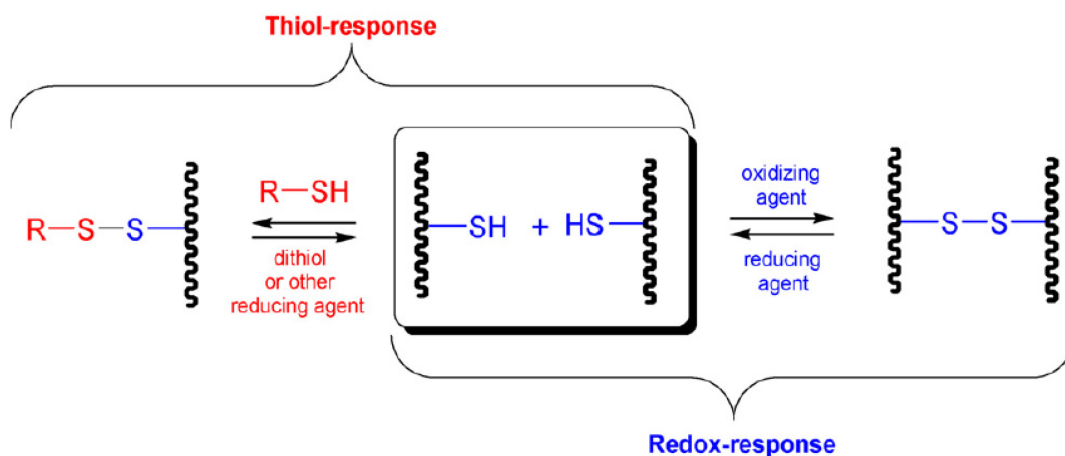 Thiol-response
R—SH
oxidizing
agent
R—S—S
SH + HS
S—S
dithiol
or other
reducing agent
reducing
agent
Redox-response